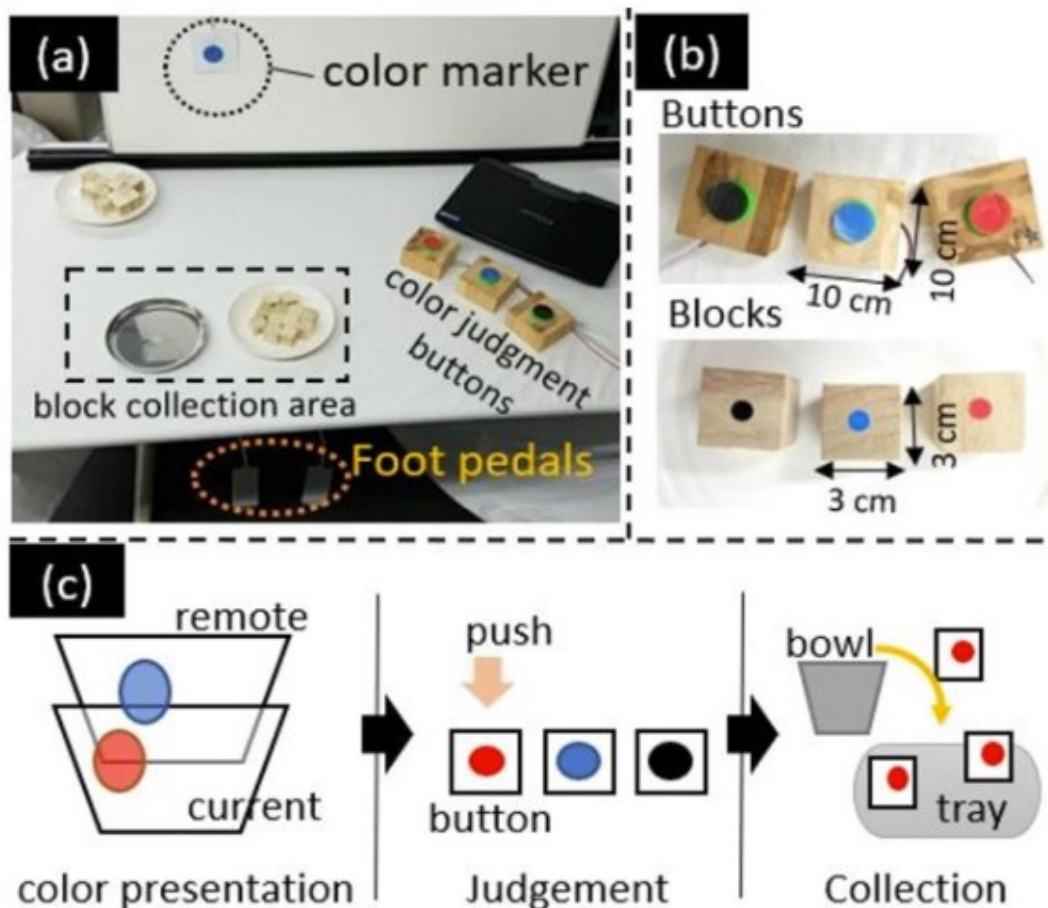 (a)
color marker
color judgment
buttons
block collection area
Foot pedals
(b)
Buttons
10 cm
10 cm
Blocks
3 cm
3 cm
(c)
remote
current
color presentation
push
button
Judgement
bowl
tray
Collection